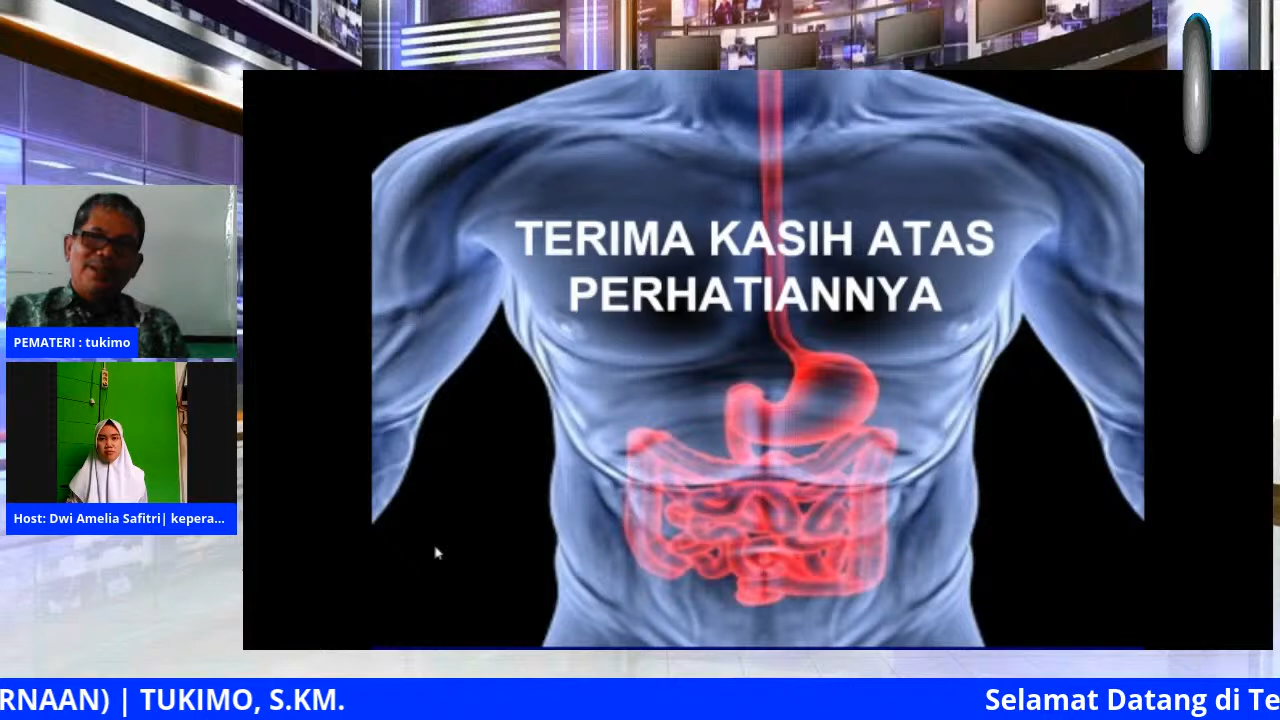 TERIMA KASIH ATAS
PERHATIANNYA
PEMATERI : tukimo
Host: Dwi Amelia Safitri| kepera...
RNAAN) | TUKIMO, S.KM.
Selamat Datang di Te